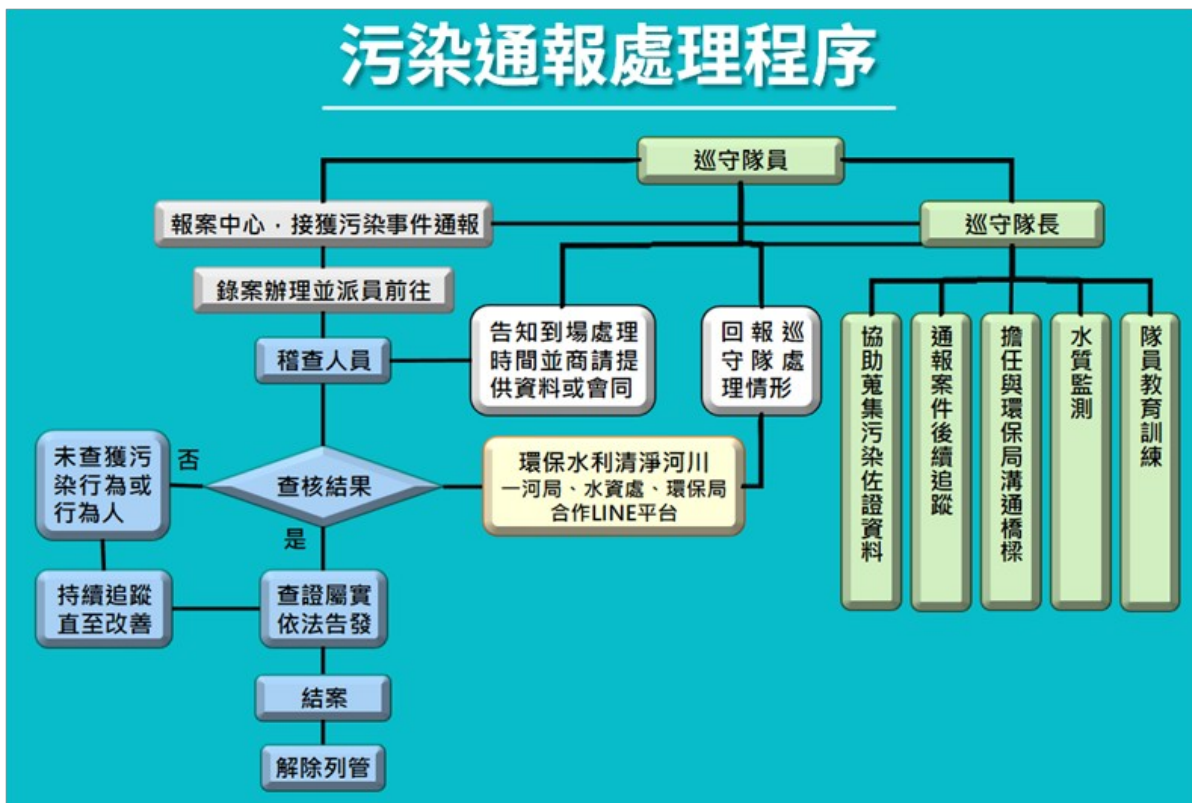 污染通報處理程序
巡守隊員
報案中心．接獲污染事件通報
巡守隊長
錄案辦理並派員前往
稽查人員
告知到場處理
時間並商請提
供資料或會同
回報巡
守隊處
理情形
協助蒐集污染佐證資料
通報案件後續追蹤
擔任與環保局溝通橋樑
水質監測
隊員教育訓練
未查獲污
染行為或
行為人
否
查核結果
環保水利清淨河川
一河局、水資處、環保局
合作LINE平台
是
持續追蹤
直至改善
查證屬實
依法告發
結案
解除列管